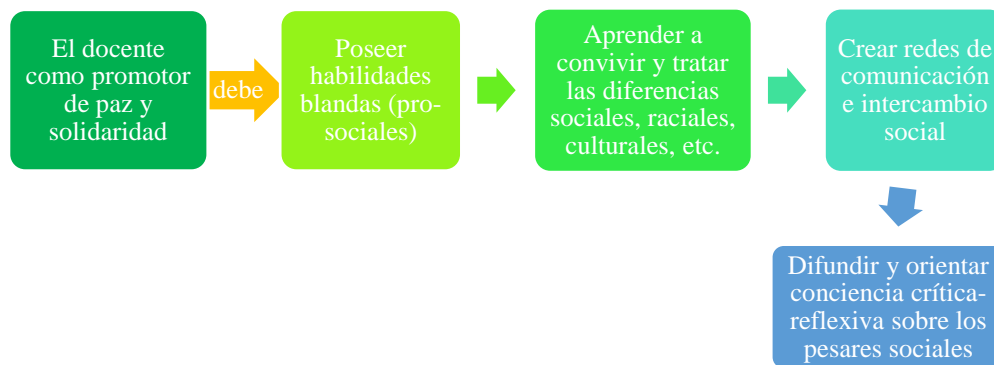 El docente
como promotor
de paz y
solidaridad
debe
Poseer
habilidades
blandas (pro-
sociales)
Aprender a
convivir y tratar
las diferencias
sociales, raciales,
culturales, etc.
Crear redes de
comunicación
e intercambio
social
Difundir y orientar
conciencia crítica-
reflexiva sobre los
pesares sociales